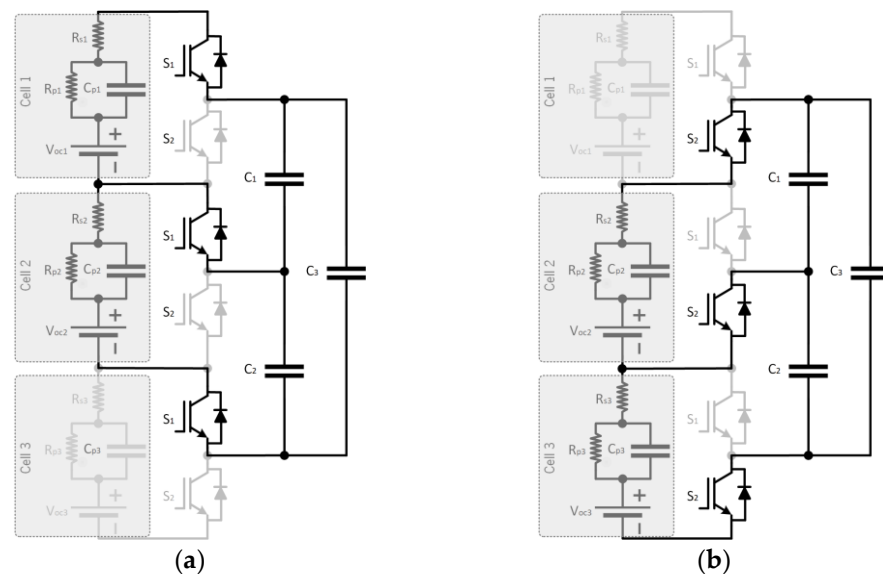 Cell 1
Rs1
Rp1
Cp1
Voc1
+
−
S1
S2
Cell 2
Rs2
Rp2
Cp2
Voc2
+
−
S1
S2
Cell 3
Rs3
Rp3
Cp3
Voc3
+
−
S1
S2
C1
C2
C3
(a)
Cell 1
Rs1
Rp1
Cp1
Voc1
+
−
S1
S2
Cell 2
Rs2
Rp2
Cp2
Voc2
+
−
S1
S2
Cell 3
Rs3
Rp3
Cp3
Voc3
+
−
S1
S2
C1
C2
C3
(b)